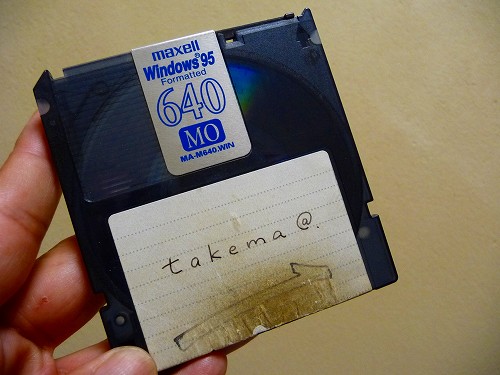 maxell
Windows®95
Formatted
640
MO
MA-M640.WIN
takema@.